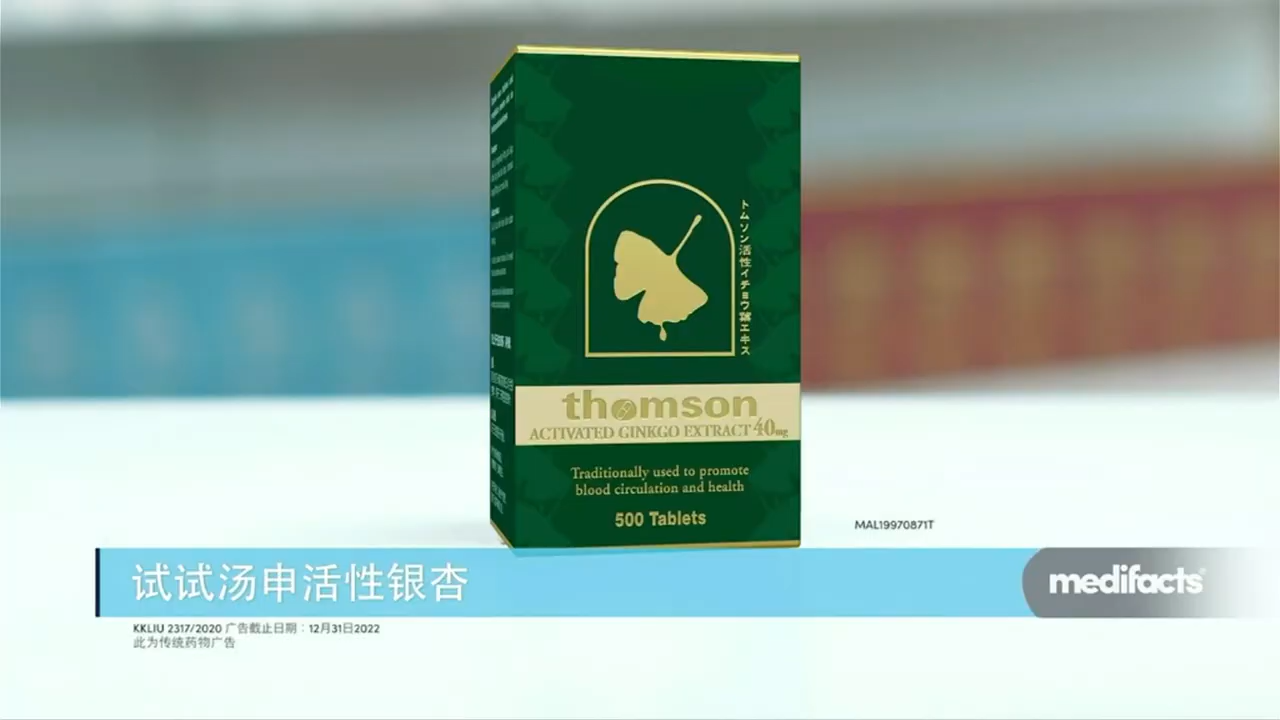 トムソン活性イチョウ葉エキス
thomson
ACTIVATED GINKGO EXTRACT 40mg
Traditionally used to promote
blood circulation and health
500 Tablets
MAL19970871T
试试汤申活性银杏
medifacts
KKLIU 2317/2020 广告截止日期：12月31日2022
此为传统药物广告